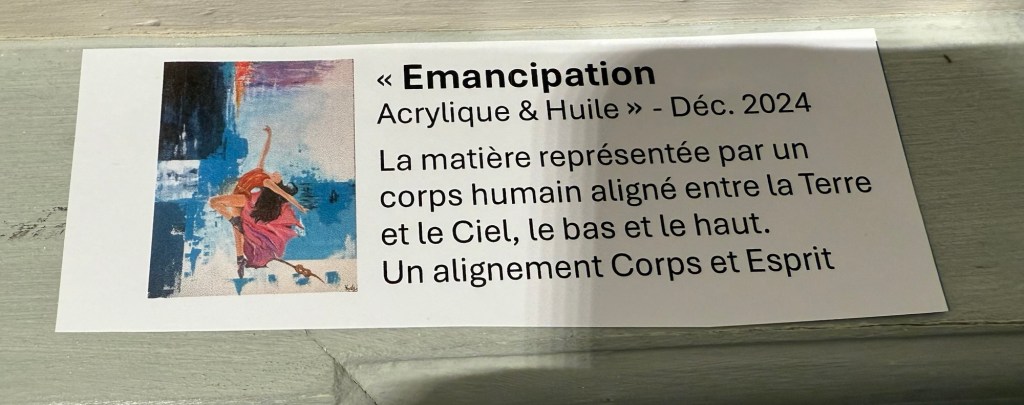 « Emancipation
Acrylique & Huile » - Déc. 2024
La matière représentée par un
corps humain aligné entre la Terre
et le Ciel, le bas et le haut.
Un alignement Corps et Esprit